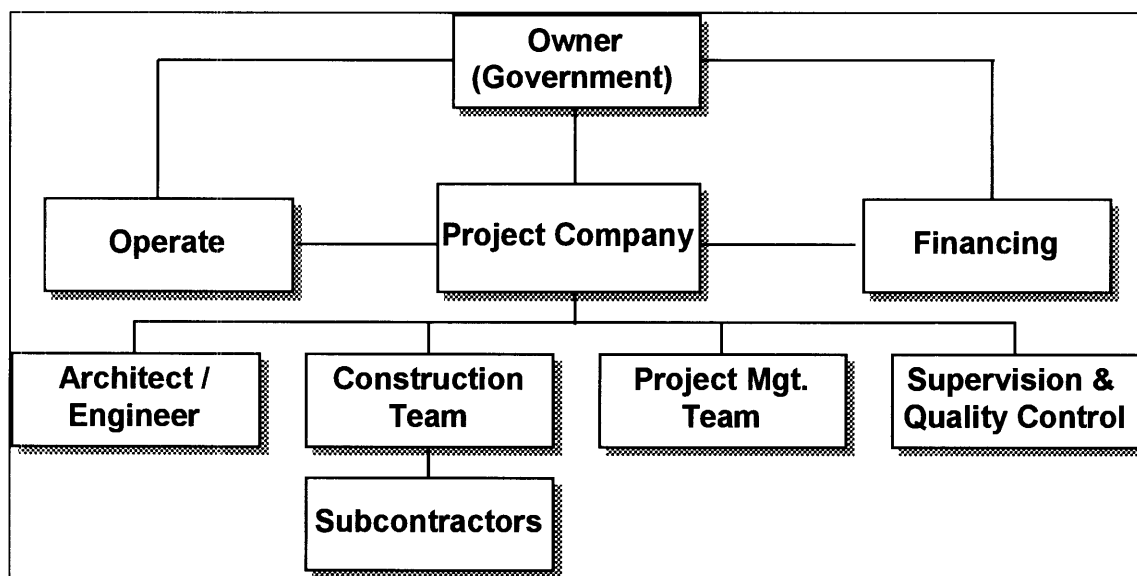 Owner
(Government)
Operate
Project Company
Financing
Architect /
Engineer
Construction
Team
Project Mgt.
Team
Supervision &
Quality Control
Subcontractors